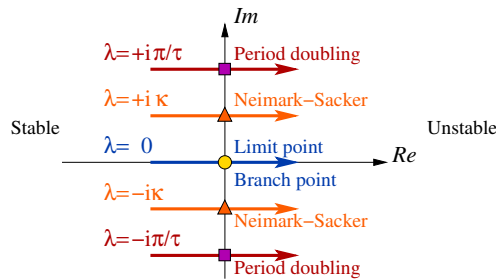 Im
λ=+iπ/τ Period doubling
λ=+iκ Neimark-Sacker
Stable Unstable
λ= 0 Limit point
Re
Branch point
λ=-iκ
Neimark-Sacker
λ=-iπ/τ
Period doubling